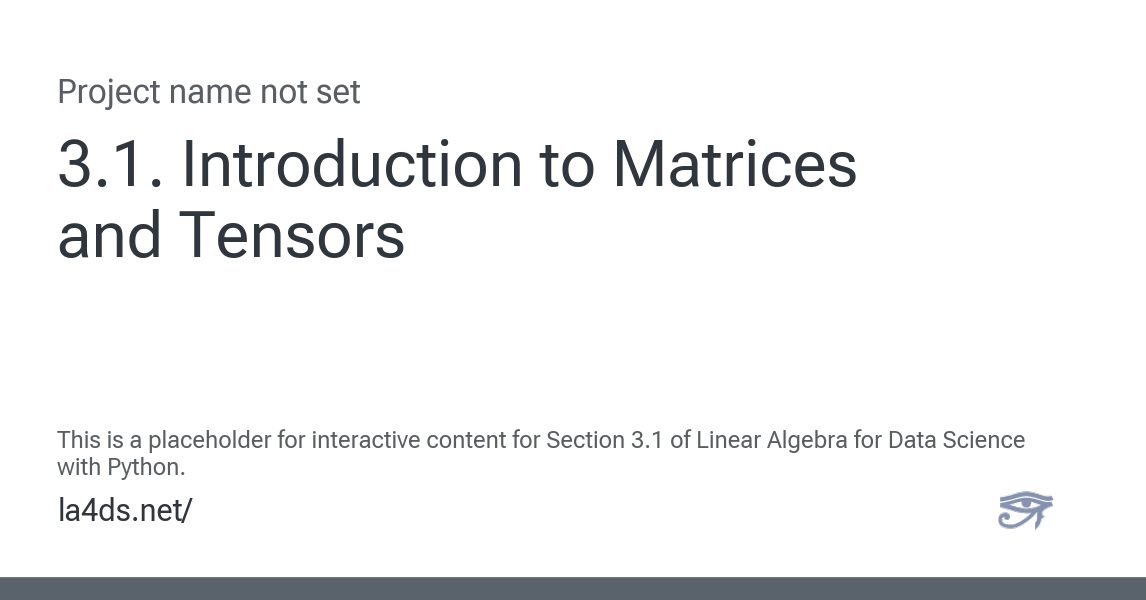 Project name not set
3.1. Introduction to Matrices
and Tensors
This is a placeholder for interactive content for Section 3.1 of Linear Algebra for Data Science
with Python.
la4ds.net/